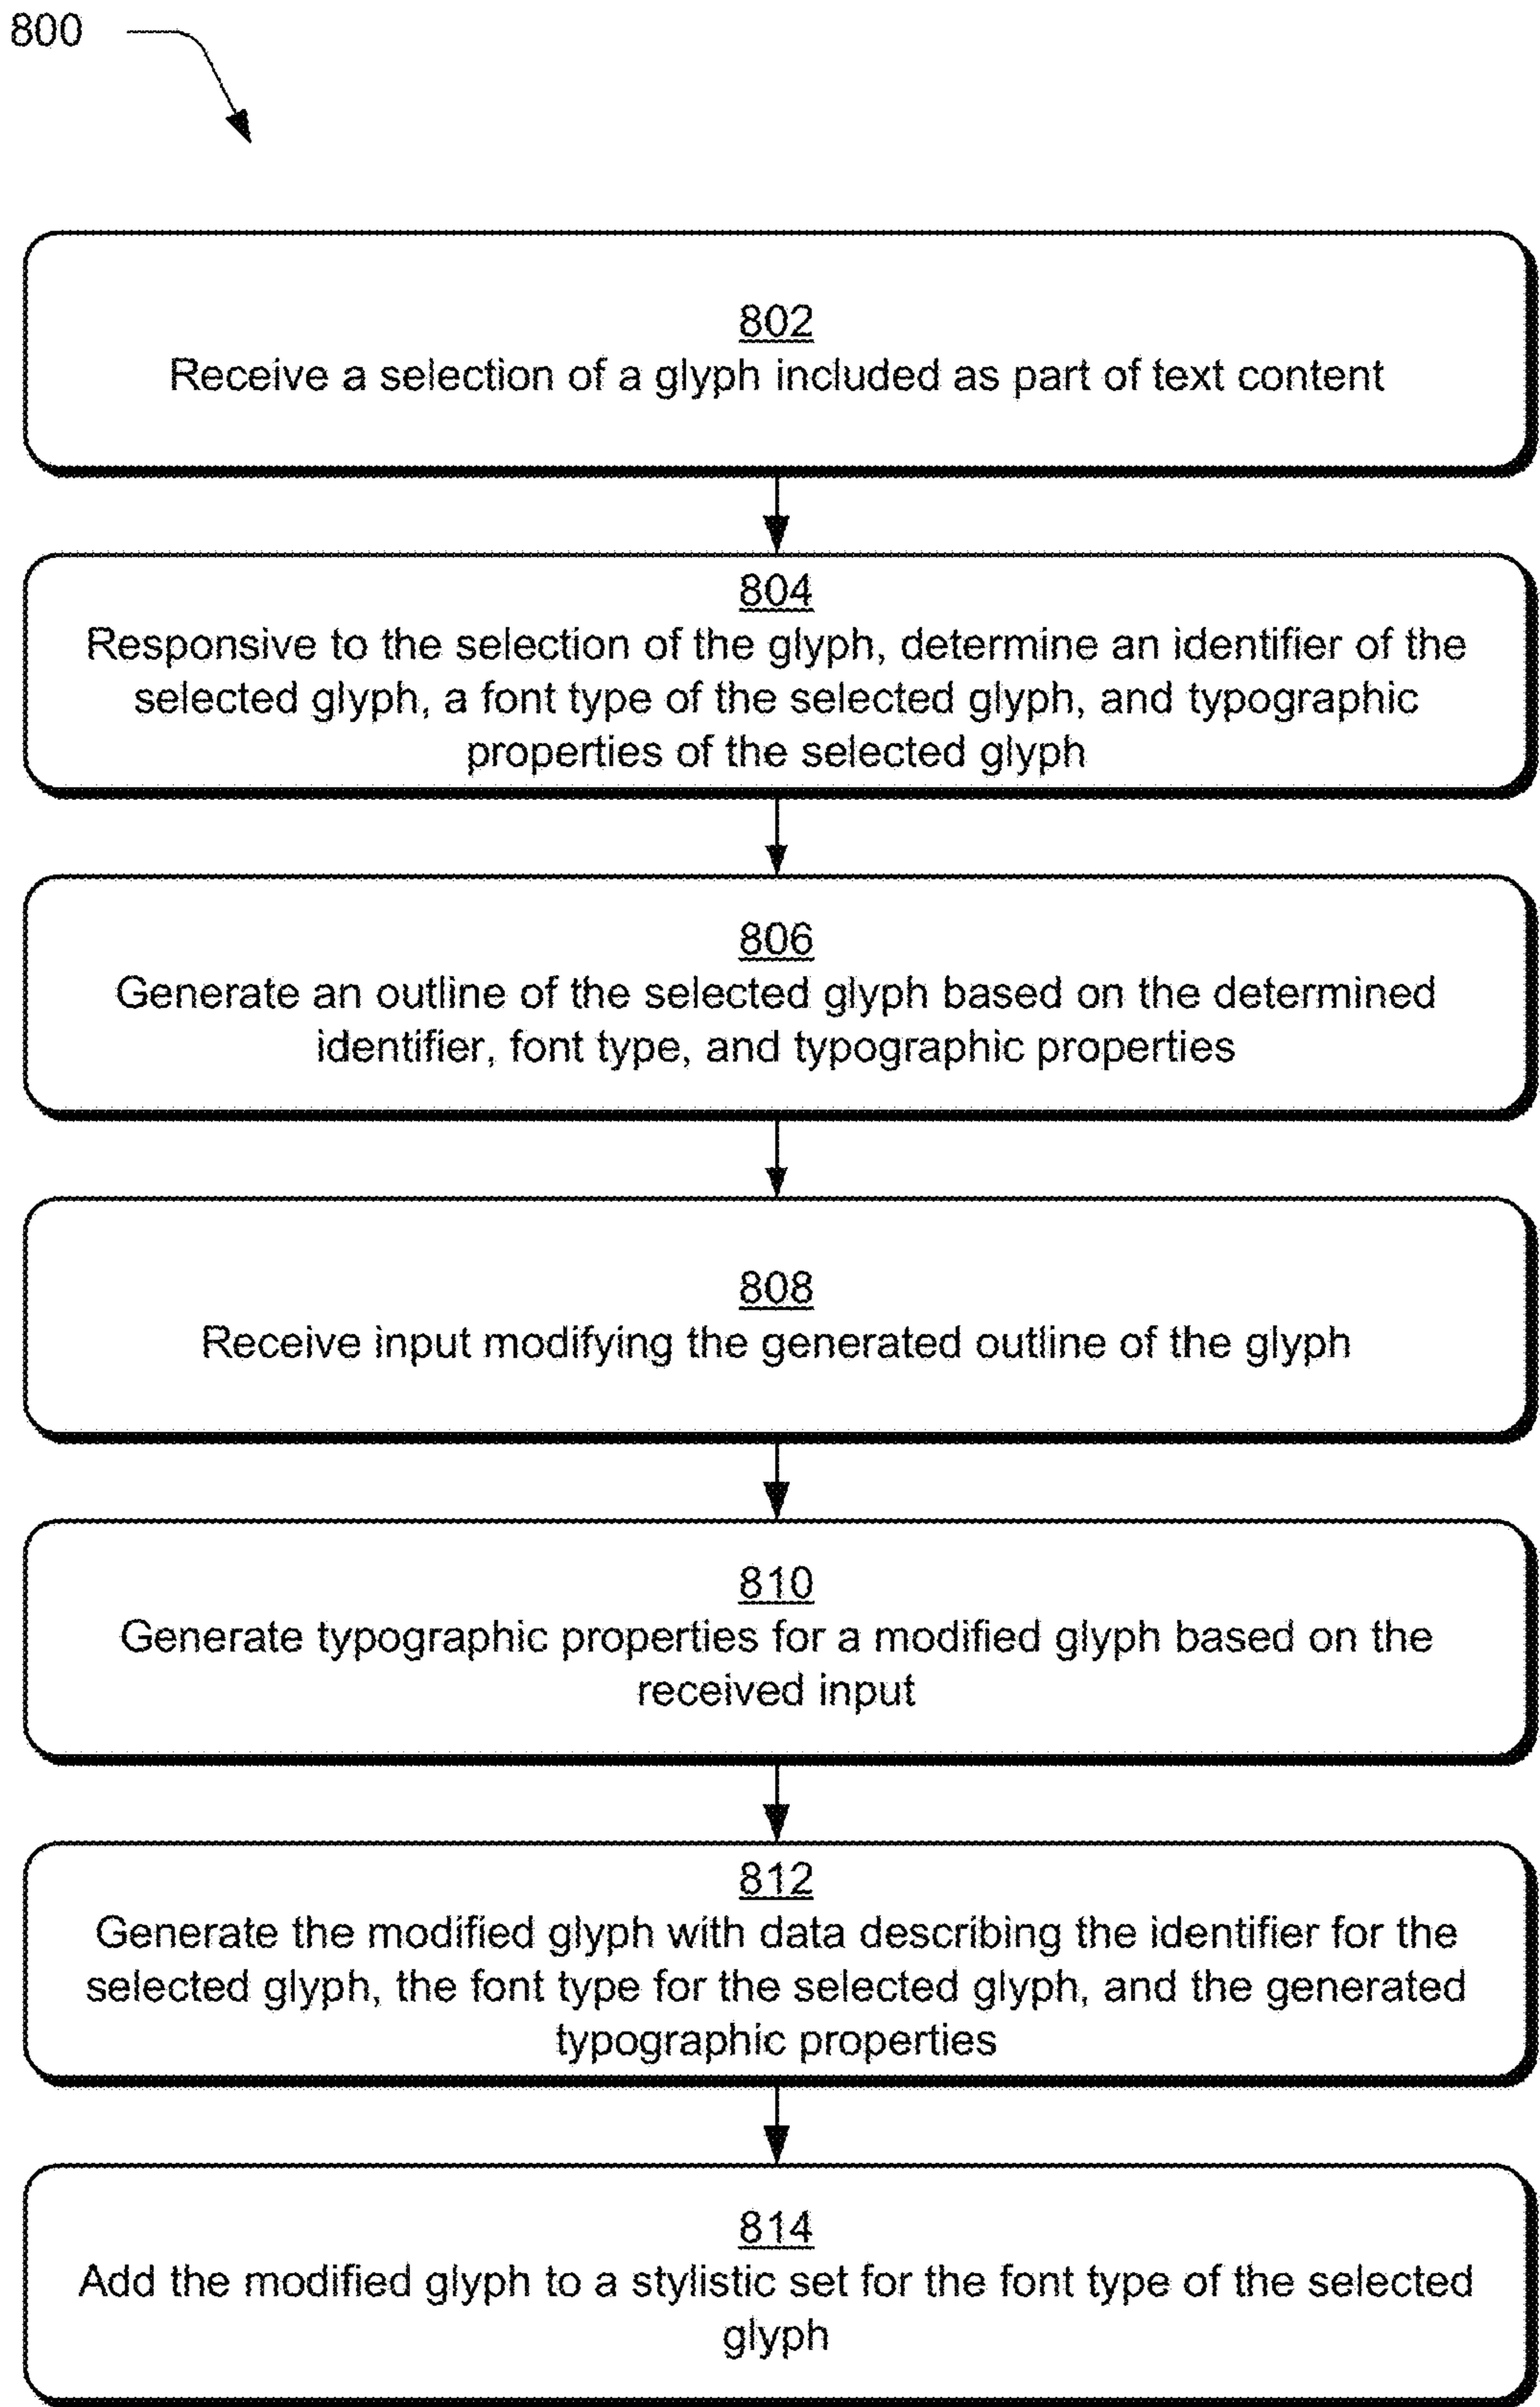 800
802
Receive a selection of a glyph included as part of text content
804
Responsive to the selection of the glyph, determine an identifier of the
selected glyph, a font type of the selected glyph, and typographic
properties of the selected glyph
806
Generate an outline of the selected glyph based on the determined
identifier, font type, and typographic properties
808
Receive input modifying the generated outline of the glyph
810
Generate typographic properties for a modified glyph based on the
received input
812
Generate the modified glyph with data describing the identifier for the
selected glyph, the font type for the selected glyph, and the generated
typographic properties
814
Add the modified glyph to a stylistic set for the font type of the selected
glyph